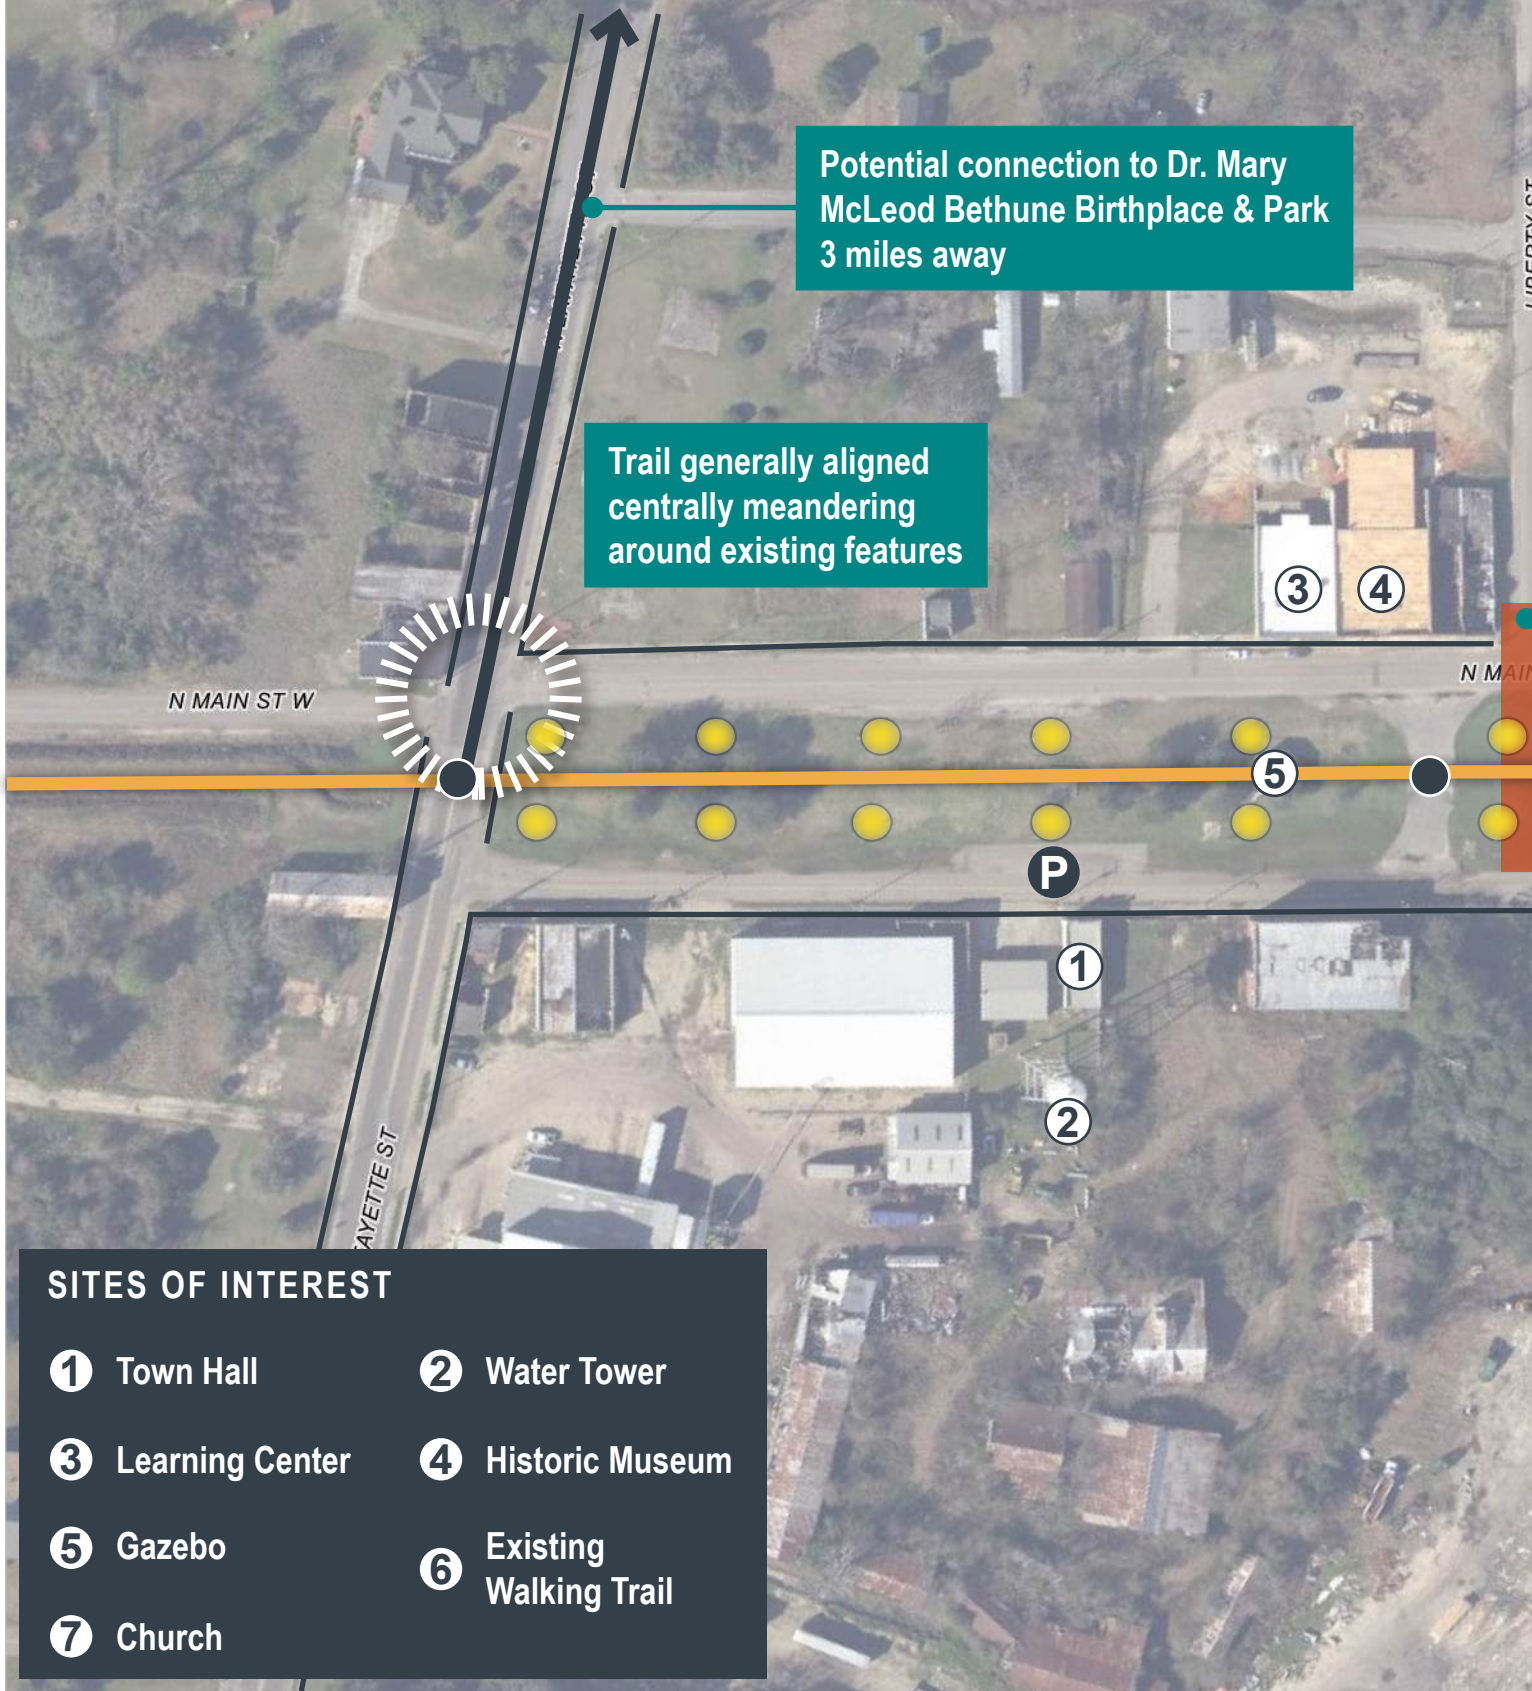 Potential connection to Dr. Mary
McLeod Bethune Birthplace & Park
3 miles away
Trail generally aligned
centrally meandering
around existing features
3
4
N MAIN ST W
N MAIN
5
P
1
2
SITES OF INTEREST
1 Town Hall
2 Water Tower
3 Learning Center
4 Historic Museum
5 Gazebo
6 Existing
Walking Trail
7 Church